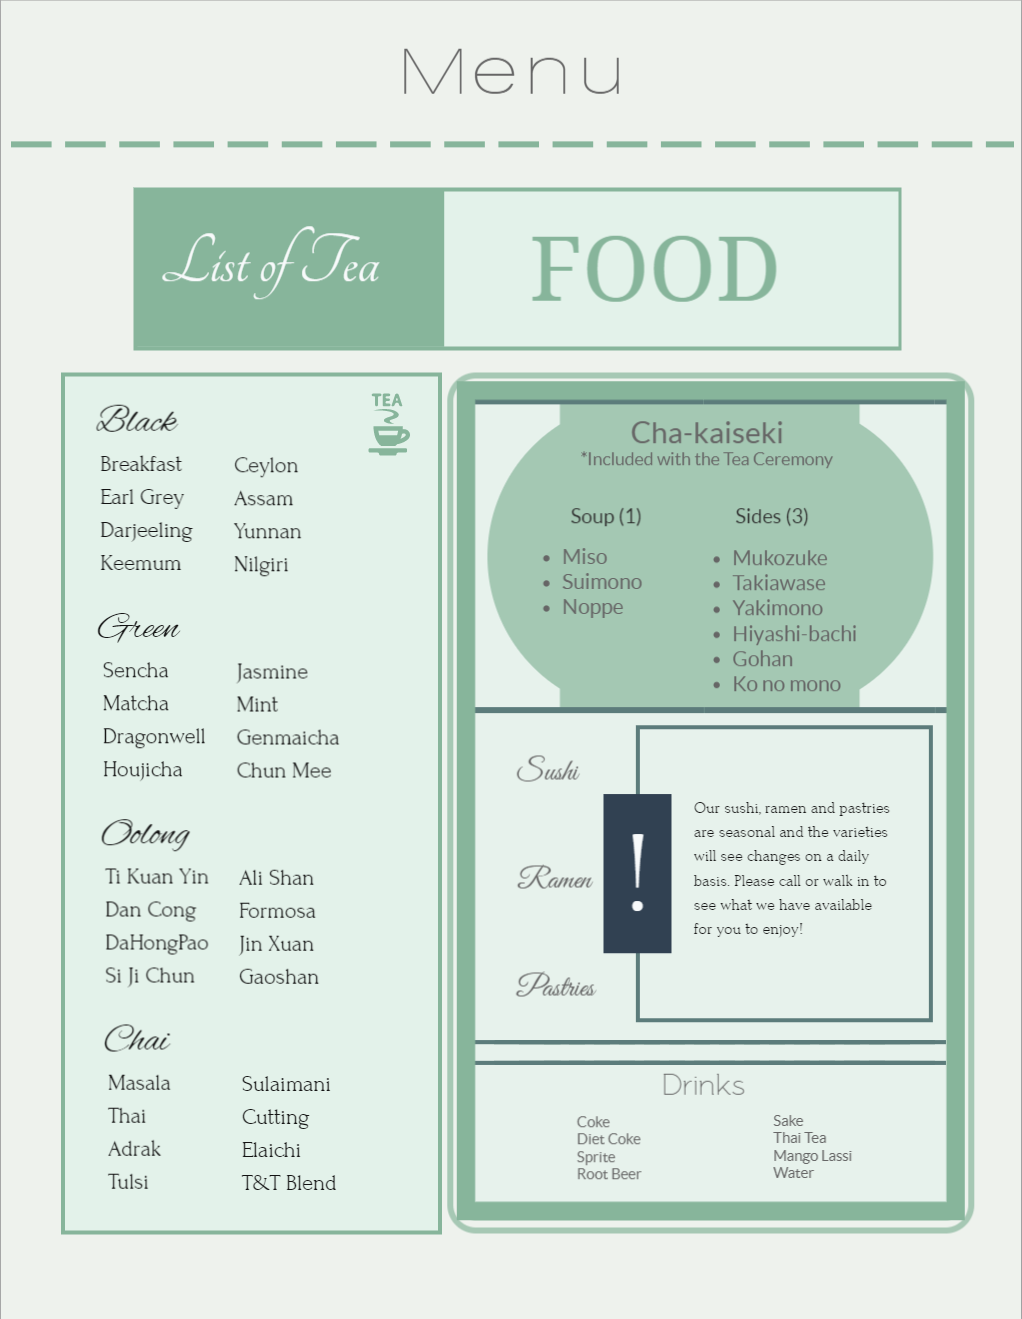 Menu
List of Tea
FOOD
TEA
Black
Breakfast
Earl Grey
Darjeeling
Keemum
Ceylon
Assam
Yunnan
Nilgiri
Green
Sencha
Matcha
Dragonwell
Houjicha
Jasmine
Mint
Genmaicha
Chun Mee
Oolong
Ti Kuan Yin
Dan Cong
DaHongPao
Si Ji Chun
Ali Shan
Formosa
Jin Xuan
Gaoshan
Chai
Masala
Thai
Adrak
Tulsi
Sulaimani
Cutting
Elaichi
T&T Blend
Cha-kaiseki
*Included with the Tea Ceremony
Soup (1)
• Miso
• Suimono
• Noppe
Sides (3)
• Mukozuke
• Takiawase
• Yakimono
• Hiyashi-bachi
• Gohan
• Ko no mono
Sushi
Ramen
Pastries
!
Our sushi, ramen and pastries
are seasonal and the varieties
will see changes on a daily
basis. Please call or walk in to
see what we have available
for you to enjoy!
Drinks
Coke
Diet Coke
Sprite
Root Beer
Sake
Thai Tea
Mango Lassi
Water